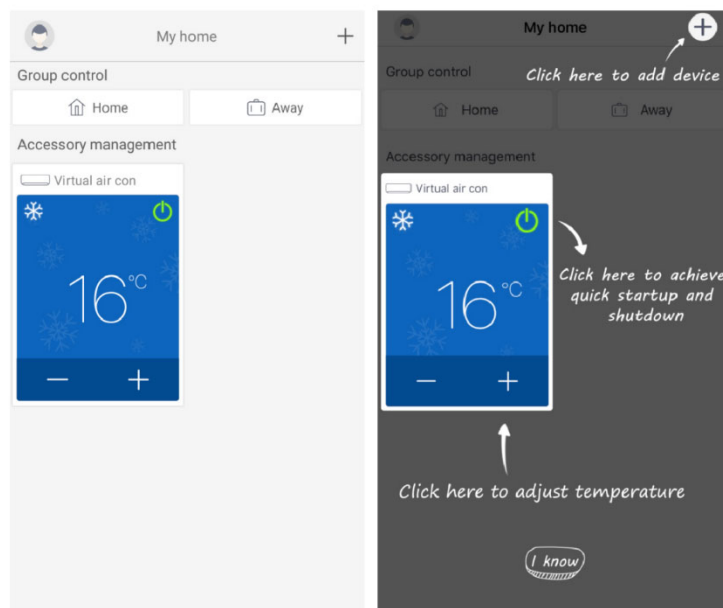 My home +
Group control
Home Away
Accessory management
Virtual air con
16°C
− +
My home +
Click here to add device
Group control
Home Away
Accessory management
Virtual air con
16°C
Click here to achieve
quick startup and
shutdown
− +
Click here to adjust temperature
I know